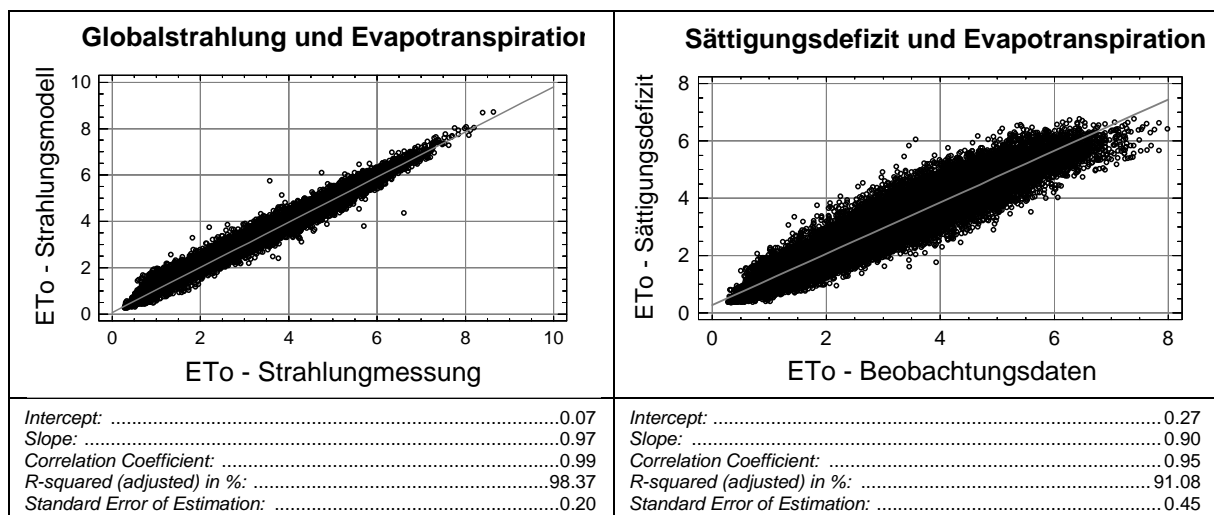 Globalstrahlung und Evapotranspiration
10
8
6
4
2
0
ETo - Strahlungsmodell
0 2 4 6 8 10
ETo - Strahlungmessung
Intercept: ..........................................................................0.07
Slope: ................................................................................0.97
Correlation Coefficient: .....................................................0.99
R-squared (adjusted) in %: ..............................................98.37
Standard Error of Estimation: ...........................................0.20
Sättigungsdefizit und Evapotranspiration
8
6
4
2
0
ETo - Sättigungsdefizit
0 2 4 6 8
ETo - Beobachtungsdaten
Intercept: ..........................................................................0.27
Slope: ................................................................................0.90
Correlation Coefficient: .....................................................0.95
R-squared (adjusted) in %: ..............................................91.08
Standard Error of Estimation: ...........................................0.45